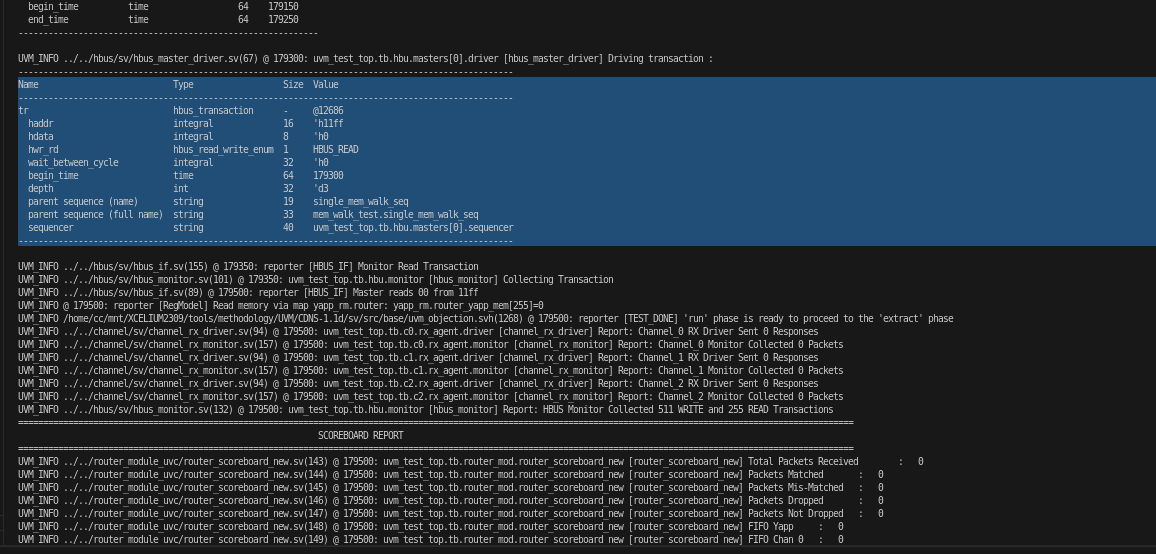 begin_time          time                  64    179150
end_time            time                  64    179250
------------------------------------------------------------
UVM_INFO ../../hbus/sv/hbus_master_driver.sv(67) @ 179300: uvm_test_top.tb.hbu.masters[0].driver [hbus_master_driver] Driving transaction :
---------------------------------------------------------------------------------------------------
Name                           Type                  Size  Value
---------------------------------------------------------------------------------------------------
tr                             hbus_transaction      -     @12686
  haddr                        integral              16    'h11ff
  hdata                        integral              8     'h0
  hwr_rd                       hbus_read_write_enum  1     HBUS_READ
  wait_between_cycle           integral              32    'h0
  begin_time                   time                  64    179300
  depth                        int                   32    'd3
  parent sequence (name)       string                19    single_mem_walk_seq
  parent sequence (full name)  string                33    mem_walk_test.single_mem_walk_seq
  sequencer                    string                40    uvm_test_top.tb.hbu.masters[0].sequencer
---------------------------------------------------------------------------------------------------
UVM_INFO ../../hbus/sv/hbus_if.sv(155) @ 179350: reporter [HBUS_IF] Monitor Read Transaction
UVM_INFO ../../hbus/sv/hbus_monitor.sv(101) @ 179350: uvm_test_top.tb.hbu.monitor [hbus_monitor] Collecting Transaction
UVM_INFO ../../hbus/sv/hbus_if.sv(89) @ 179500: reporter [HBUS_IF] Master reads 00 from 11ff
UVM_INFO @ 179500: reporter [RegModel] Read memory via map yapp_rm.router: yapp_rm.router_yapp_mem[255]=0
UVM_INFO /home/cc/mnt/XCELIUM2309/tools/methodology/UVM/CDNS-1.1d/sv/src/base/uvm_objection.svh(1268) @ 179500: reporter [TEST_DONE] 'run' phase is ready to proceed to the 'extract' phase
UVM_INFO ../../channel/sv/channel_rx_driver.sv(94) @ 179500: uvm_test_top.tb.c0.rx_agent.driver [channel_rx_driver] Report: Channel_0 RX Driver Sent 0 Responses
UVM_INFO ../../channel/sv/channel_rx_monitor.sv(157) @ 179500: uvm_test_top.tb.c0.rx_agent.monitor [channel_rx_monitor] Report: Channel_0 Monitor Collected 0 Packets
UVM_INFO ../../channel/sv/channel_rx_driver.sv(94) @ 179500: uvm_test_top.tb.c1.rx_agent.driver [channel_rx_driver] Report: Channel_1 RX Driver Sent 0 Responses
UVM_INFO ../../channel/sv/channel_rx_monitor.sv(157) @ 179500: uvm_test_top.tb.c1.rx_agent.monitor [channel_rx_monitor] Report: Channel_1 Monitor Collected 0 Packets
UVM_INFO ../../channel/sv/channel_rx_driver.sv(94) @ 179500: uvm_test_top.tb.c2.rx_agent.driver [channel_rx_driver] Report: Channel_2 RX Driver Sent 0 Responses
UVM_INFO ../../channel/sv/channel_rx_monitor.sv(157) @ 179500: uvm_test_top.tb.c2.rx_agent.monitor [channel_rx_monitor] Report: Channel_2 Monitor Collected 0 Packets
UVM_INFO ../../hbus/sv/hbus_monitor.sv(132) @ 179500: uvm_test_top.tb.hbu.monitor [hbus_monitor] Report: HBUS Monitor Collected 511 WRITE and 255 READ Transactions
=======================================================================================================================================================================
SCOREBOARD REPORT
=======================================================================================================================================================================
UVM_INFO ../../router_module_uvc/router_scoreboard_new.sv(143) @ 179500: uvm_test_top.tb.router_mod.router_scoreboard_new [router_scoreboard_new] Total Packets Received        :   0
UVM_INFO ../../router_module_uvc/router_scoreboard_new.sv(144) @ 179500: uvm_test_top.tb.router_mod.router_scoreboard_new [router_scoreboard_new] Packets Matched       :   0
UVM_INFO ../../router_module_uvc/router_scoreboard_new.sv(145) @ 179500: uvm_test_top.tb.router_mod.router_scoreboard_new [router_scoreboard_new] Packets Mis-Matched   :   0
UVM_INFO ../../router_module_uvc/router_scoreboard_new.sv(146) @ 179500: uvm_test_top.tb.router_mod.router_scoreboard_new [router_scoreboard_new] Packets Dropped       :   0
UVM_INFO ../../router_module_uvc/router_scoreboard_new.sv(147) @ 179500: uvm_test_top.tb.router_mod.router_scoreboard_new [router_scoreboard_new] Packets Not Dropped   :   0
UVM_INFO ../../router_module_uvc/router_scoreboard_new.sv(148) @ 179500: uvm_test_top.tb.router_mod.router_scoreboard_new [router_scoreboard_new] FIFO Yapp     :   0
UVM_INFO ../../router_module_uvc/router_scoreboard_new.sv(149) @ 179500: uvm_test_top.tb.router_mod.router_scoreboard_new [router_scoreboard_new] FIFO Chan 0   :   0